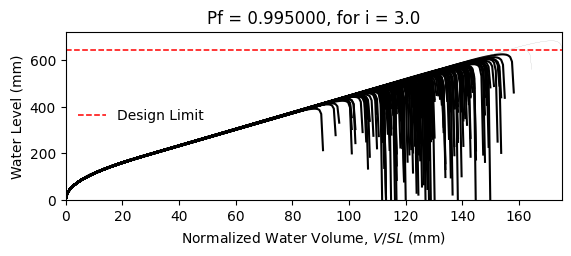 Pf = 0.995000, for i = 3.0
Water Level (mm)
600
400
200
0
Design Limit
0 20 40 60 80 100 120 140 160
Normalized Water Volume, V/SL (mm)